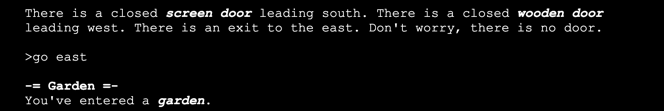 There is a closed screen door leading south. There is a closed wooden door
leading west. There is an exit to the east. Don't worry, there is no door.
>go east
-= Garden =-
You've entered a garden.